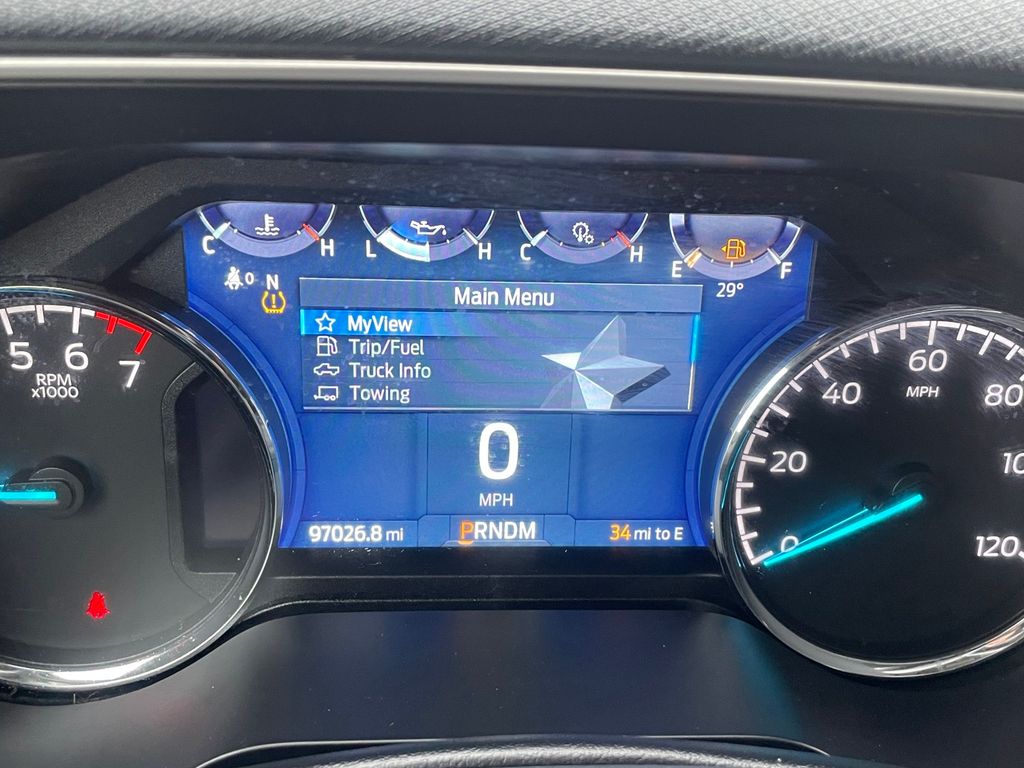 C H
L H
C H
E F
0
N
29°
Main Menu
MyView
Trip/Fuel
Truck Info
Towing
0
MPH
97026.8 mi
PRNDM
34 mi to E
5 6 7
RPM
x1000
0 20 40 60 80
MPH
120